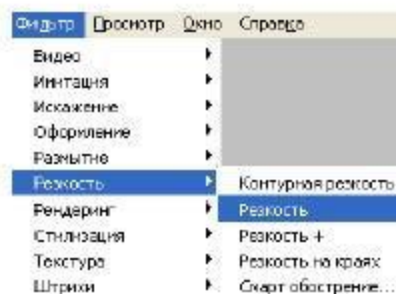 Фильтр Просмотр Окно Справка
Видео
Имитация
Искажение
Оформление
Размытие
Резкость Контурная резкость
Рендеринг Резкость
Стилизация Резкость +
Текстура Резкость на краях
Штрихи Смарт обострение...